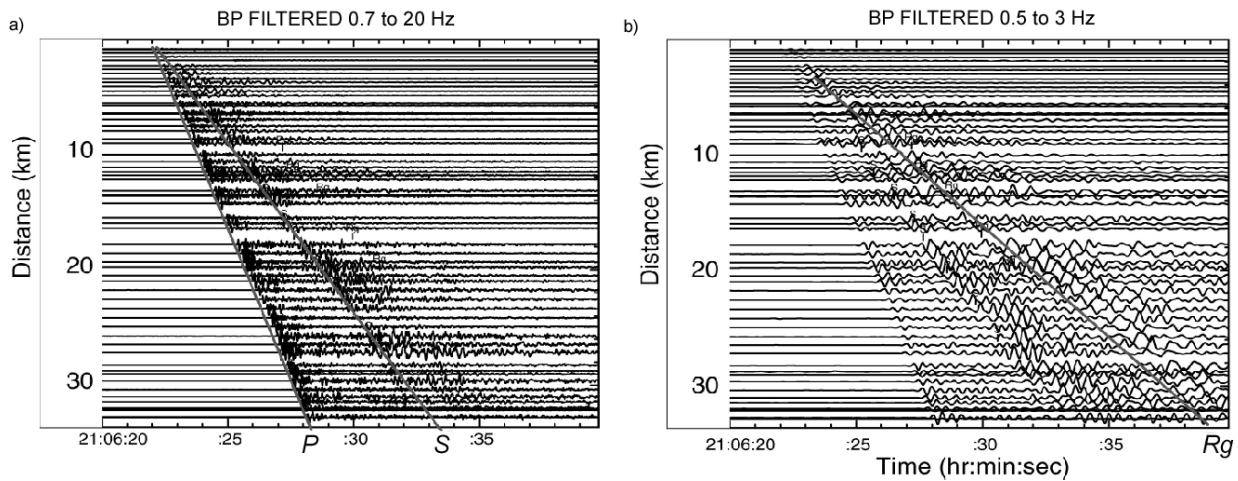 BP FILTERED 0.7 to 20 Hz
a)
Distance (km)
10
20
30
21:06:20
:25
:30
:35
P
S
BP FILTERED 0.5 to 3 Hz
b)
Distance (km)
10
20
30
21:06:20
:25
:30
:35
Rg
Time (hr:min:sec)